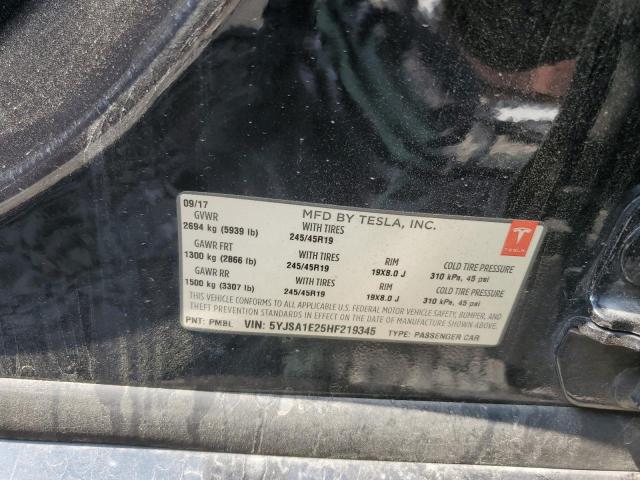 09/17
MFD BY TESLA, INC.
GVWR WITH TIRES
2694 kg (5939 lb) 245/45R19
GAWR FRT WITH TIRES RIM COLD TIRE PRESSURE
1300 kg (2866 lb) 245/45R19 19X8.0 J 310 kPa, 45 psi
GAWR RR WITH TIRES RIM COLD TIRE PRESSURE
1500 kg (3307 lb) 245/45R19 19X8.0 J 310 kPa, 45 psi
THIS VEHICLE CONFORMS TO ALL APPLICABLE U.S. FEDERAL MOTOR VEHICLE SAFETY, BUMPER, AND
THEFT PREVENTION STANDARDS IN EFFECT ON THE DATE OF MANUFACTURE SHOWN ABOVE.
PNT: PMBL VIN: 5YJSA1E25HF219345 TYPE: PASSENGER CAR
TESLA